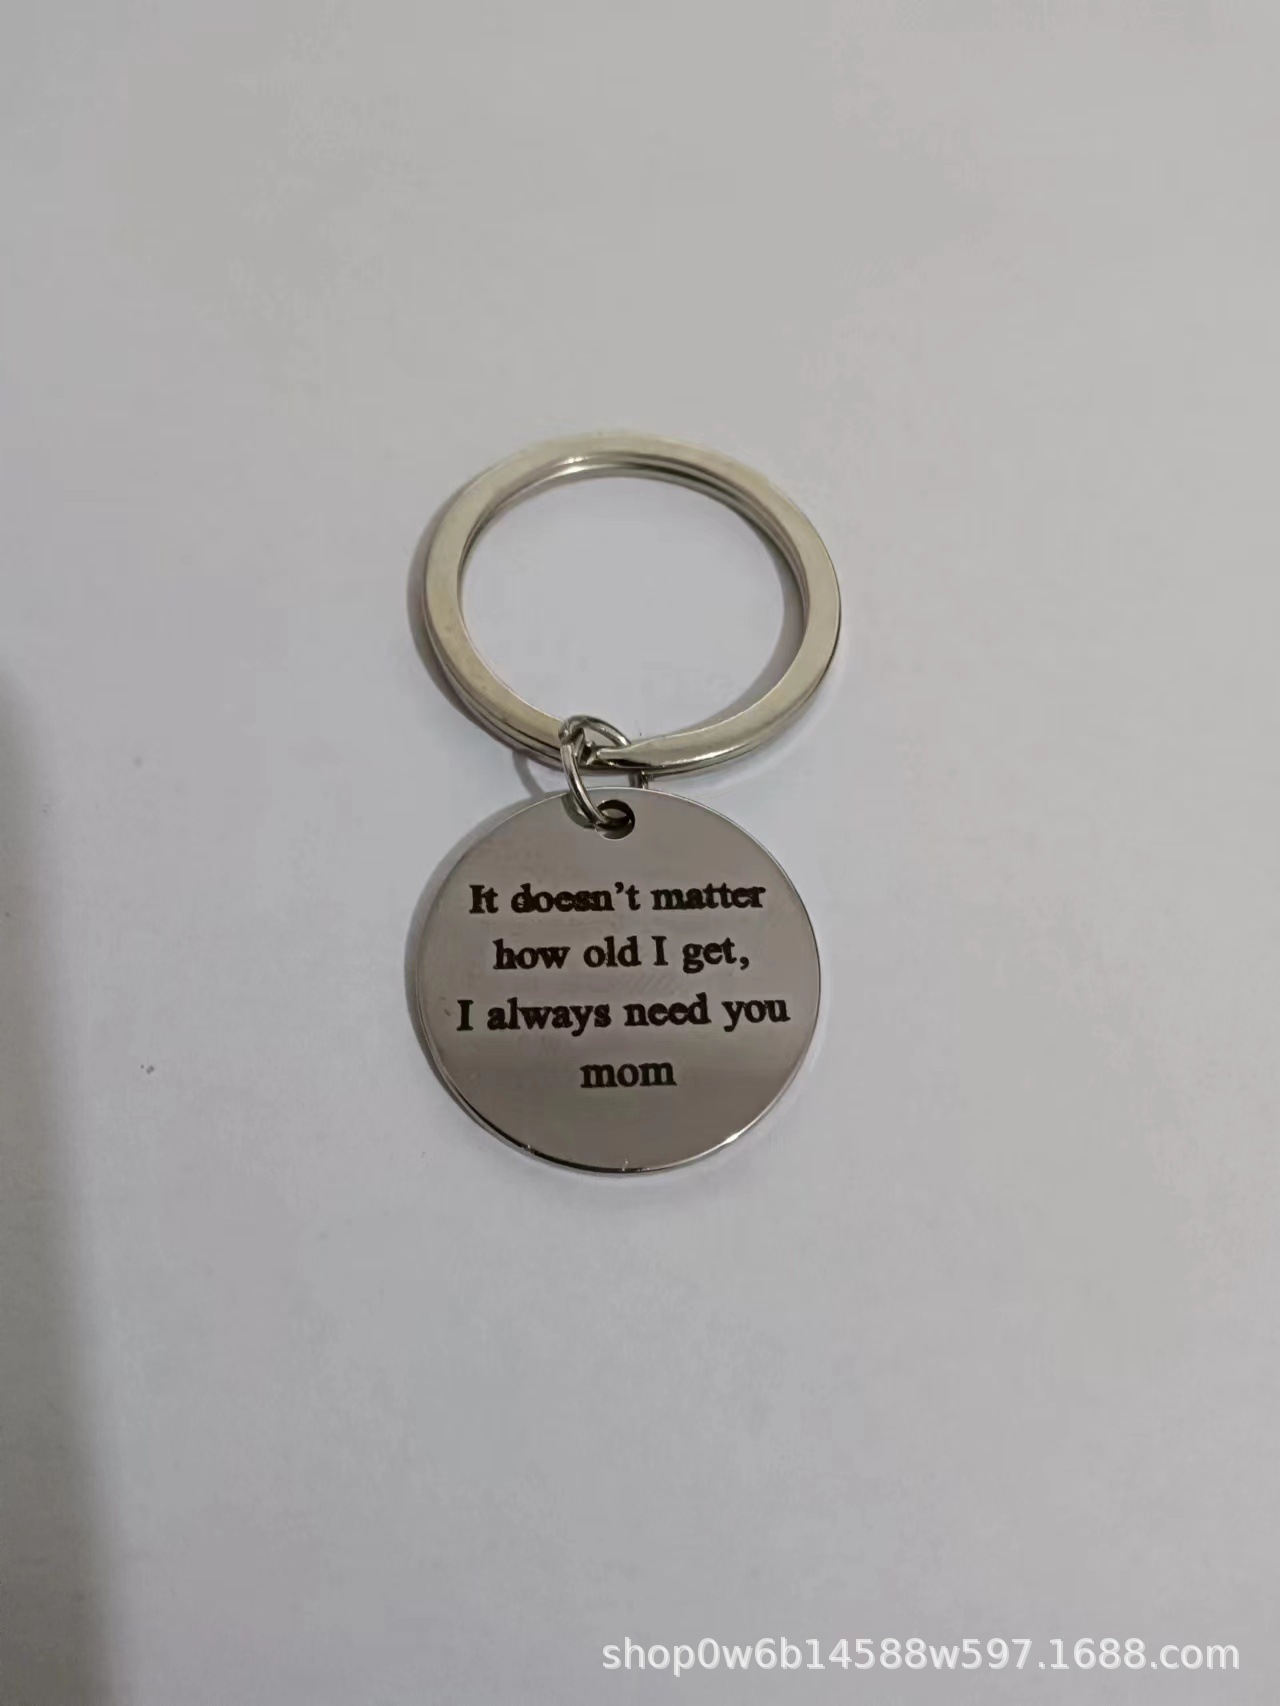 It doesn't matter
how old I get,
I always need you
mom
shop0w6b14588w597.1688.com